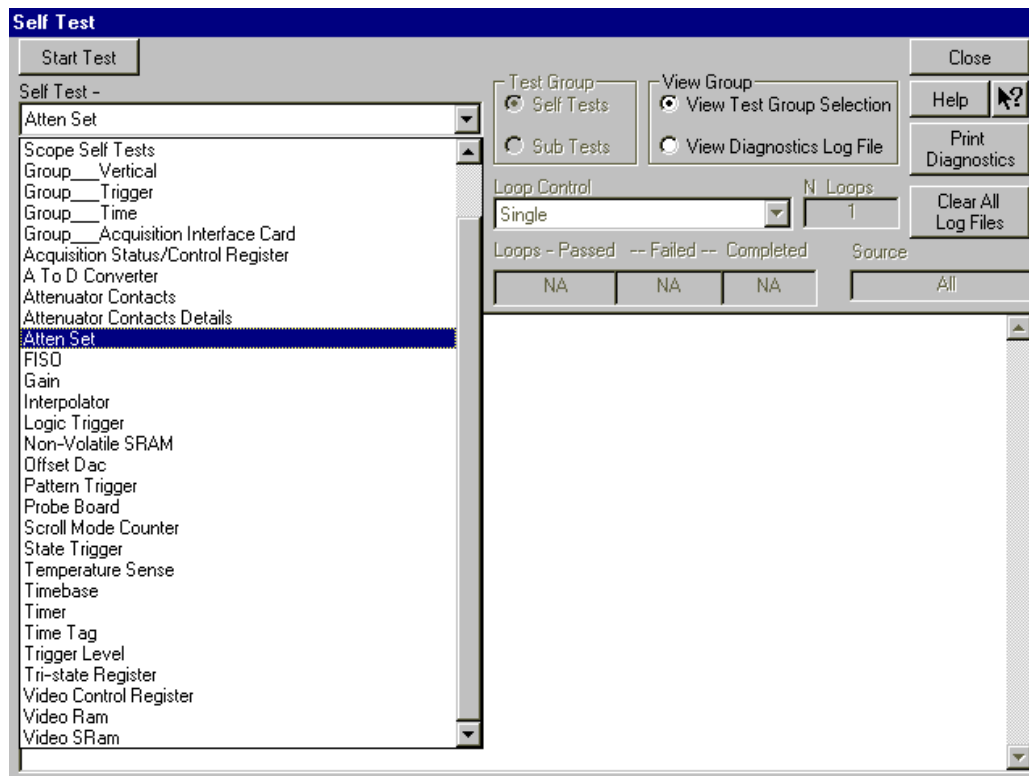 Self Test
Start Test
Close
Self Test -
Atten Set
Test Group
Self Tests
Sub Tests
View Group
View Test Group Selection
View Diagnostics Log File
Help
?
Print
Diagnostics
Clear All
Log Files
Loop Control
Single
N Loops
1
Loops - Passed -- Failed -- Completed
NA
NA
NA
Source
All
Scope Self Tests
Group___Vertical
Group___Trigger
Group___Time
Group___Acquisition Interface Card
Acquisition Status/Control Register
A To D Converter
Attenuator Contacts
Attenuator Contacts Details
Atten Set
FISO
Gain
Interpolator
Logic Trigger
Non-Volatile SRAM
Offset Dac
Pattern Trigger
Probe Board
Scroll Mode Counter
State Trigger
Temperature Sense
Timebase
Timer
Time Tag
Trigger Level
Tri-state Register
Video Control Register
Video Ram
Video SRam